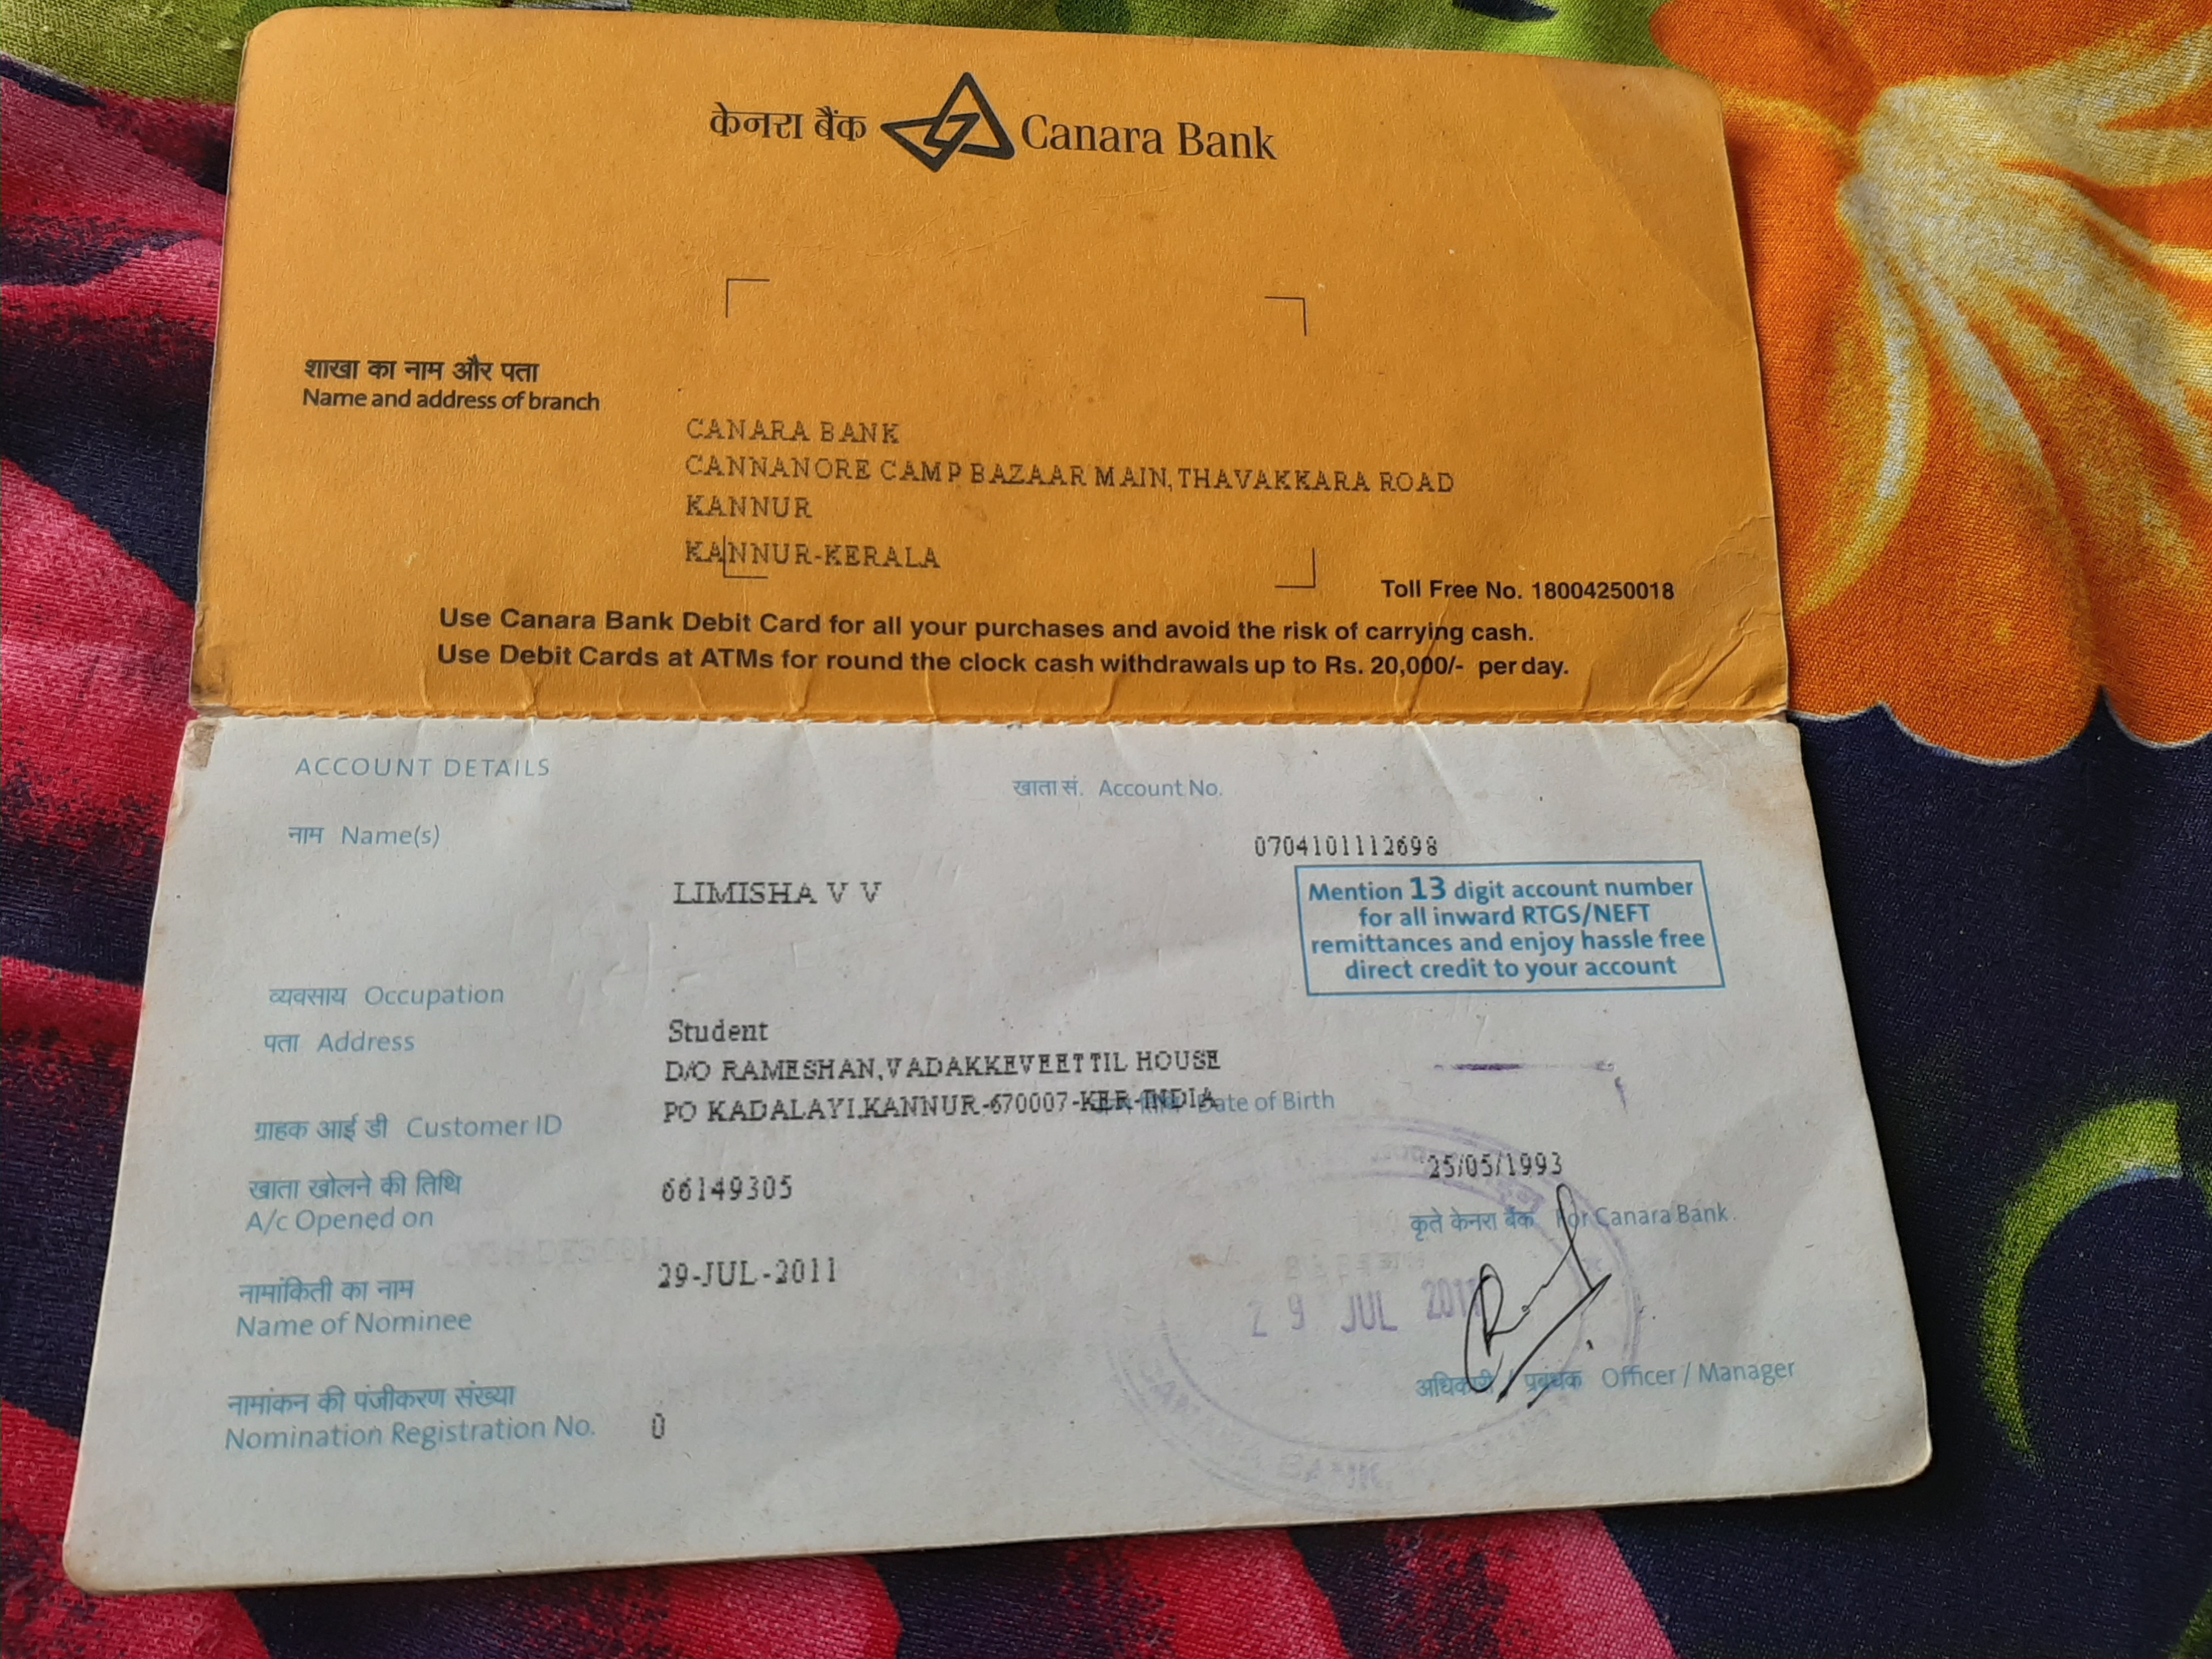 केनरा बैंक Canara Bank
शाखा का नाम और पता
Name and address of branch
CANARA BANK
CANNANORE CAMP BAZAAR MAIN, THAVAKKARA ROAD
KANNUR
KANNUR-KERALA
Toll Free No. 18004250018
Use Canara Bank Debit Card for all your purchases and avoid the risk of carrying cash.
Use Debit Cards at ATMs for round the clock cash withdrawals up to Rs. 20,000/- per day.
ACCOUNT DETAILS
खाता सं. Account No.
0704101112698
नाम Name(s)
LIMISHA V V
Mention 13 digit account number
for all inward RTGS/NEFT
remittances and enjoy hassle free
direct credit to your account
व्यवसाय Occupation
Student
पता Address
D/O RAMESHAN,VADAKKEVEETTIL HOUSE
PO KADALAYI.KANNUR-670007-KER-INDIA
Date of Birth
25/05/1993
ग्राहक आई डी Customer ID
66149305
खाता खोलने की तिथि
A/c Opened on
29-JUL-2011
कृते केनरा बैंक For Canara Bank.
नामांकिती का नाम
Name of Nominee
29 JUL
नामांकन की पंजीकरण संख्या
Nomination Registration No.
0
अधिकारी / प्रबंधक Officer / Manager